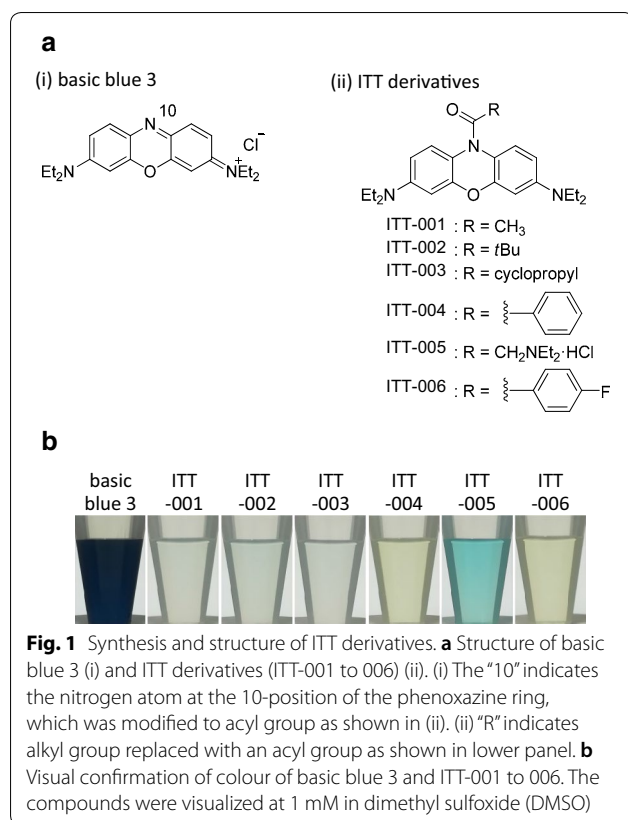 a
(i) basic blue 3
(ii) ITT derivatives
10
N
Cl⁻
Et₂N
O
N⁺Et₂
R
O
N
Et₂N
O
NEt₂
ITT-001 : R = CH₃
ITT-002 : R = tBu
ITT-003 : R = cyclopropyl
ITT-004 : R =
ITT-005 : R = CH₂NEt₂·HCl
ITT-006 : R = F
b
basic ITT ITT ITT ITT ITT ITT
blue 3 -001 -002 -003 -004 -005 -006
Fig. 1 Synthesis and structure of ITT derivatives. a Structure of basic
blue 3 (i) and ITT derivatives (ITT-001 to 006) (ii). (i) The “10” indicates
the nitrogen atom at the 10-position of the phenoxazine ring,
which was modified to acyl group as shown in (ii). (ii) “R” indicates
alkyl group replaced with an acyl group as shown in lower panel. b
Visual confirmation of colour of basic blue 3 and ITT-001 to 006. The
compounds were visualized at 1 mM in dimethyl sulfoxide (DMSO)